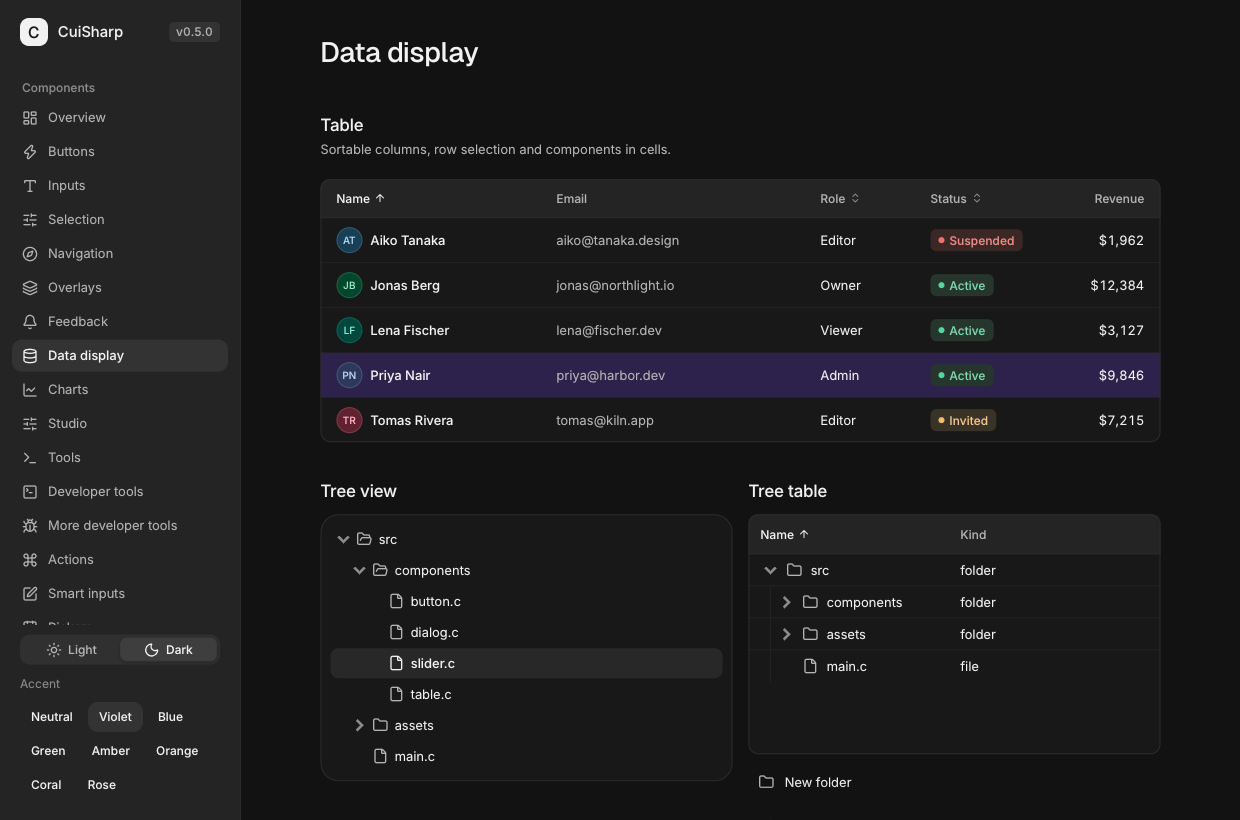 C CuiSharp v0.5.0
Components
Overview
Buttons
Inputs
Selection
Navigation
Overlays
Feedback
Data display
Charts
Studio
Tools
Developer tools
More developer tools
Actions
Smart inputs
Light Dark
Accent
Neutral Violet Blue
Green Amber Orange
Coral Rose
Data display
Table
Sortable columns, row selection and components in cells.
Name Email Role Status Revenue
AT Aiko Tanaka aiko@tanaka.design Editor Suspended $1,962
JB Jonas Berg jonas@northlight.io Owner Active $12,384
LF Lena Fischer lena@fischer.dev Viewer Active $3,127
PN Priya Nair priya@harbor.dev Admin Active $9,846
TR Tomas Rivera tomas@kiln.app Editor Invited $7,215
Tree view
src
components
button.c
dialog.c
slider.c
table.c
assets
main.c
Tree table
Name Kind
src folder
components folder
assets folder
main.c file
New folder